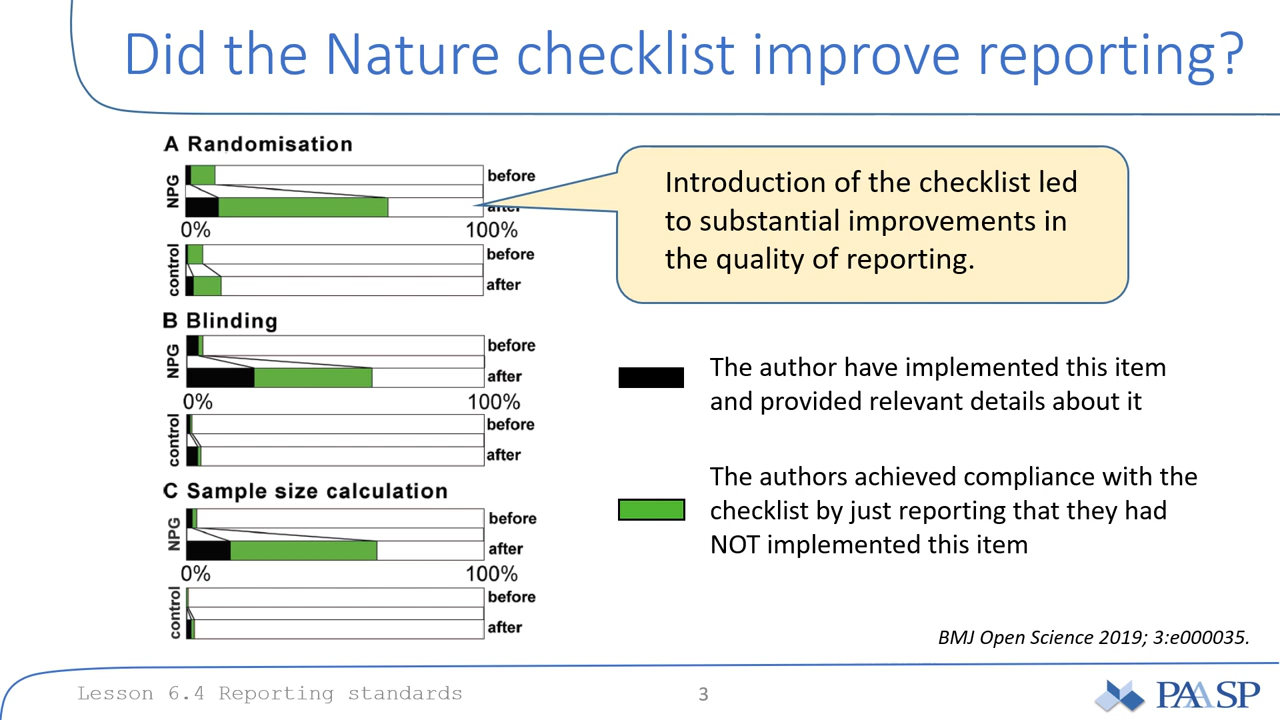 Did the Nature checklist improve reporting?
A Randomisation
NPG
before
after
0% 100%
control
before
after
B Blinding
NPG
before
after
0% 100%
control
before
after
C Sample size calculation
NPG
before
after
0% 100%
control
before
after
Introduction of the checklist led
to substantial improvements in
the quality of reporting.
The author have implemented this item
and provided relevant details about it
The authors achieved compliance with the
checklist by just reporting that they had
NOT implemented this item
BMJ Open Science 2019; 3:e000035.
Lesson 6.4 Reporting standards
3
PAASP